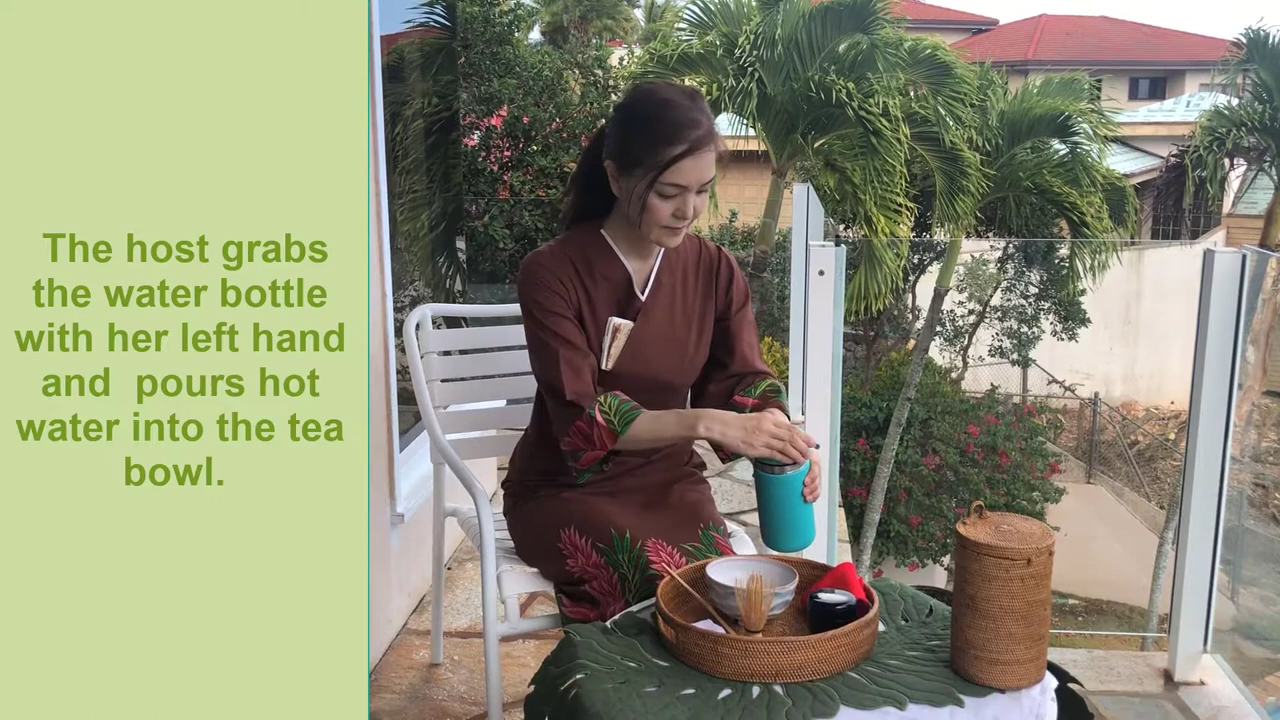 The host grabs
the water bottle
with her left hand
and  pours hot
water into the tea
bowl.